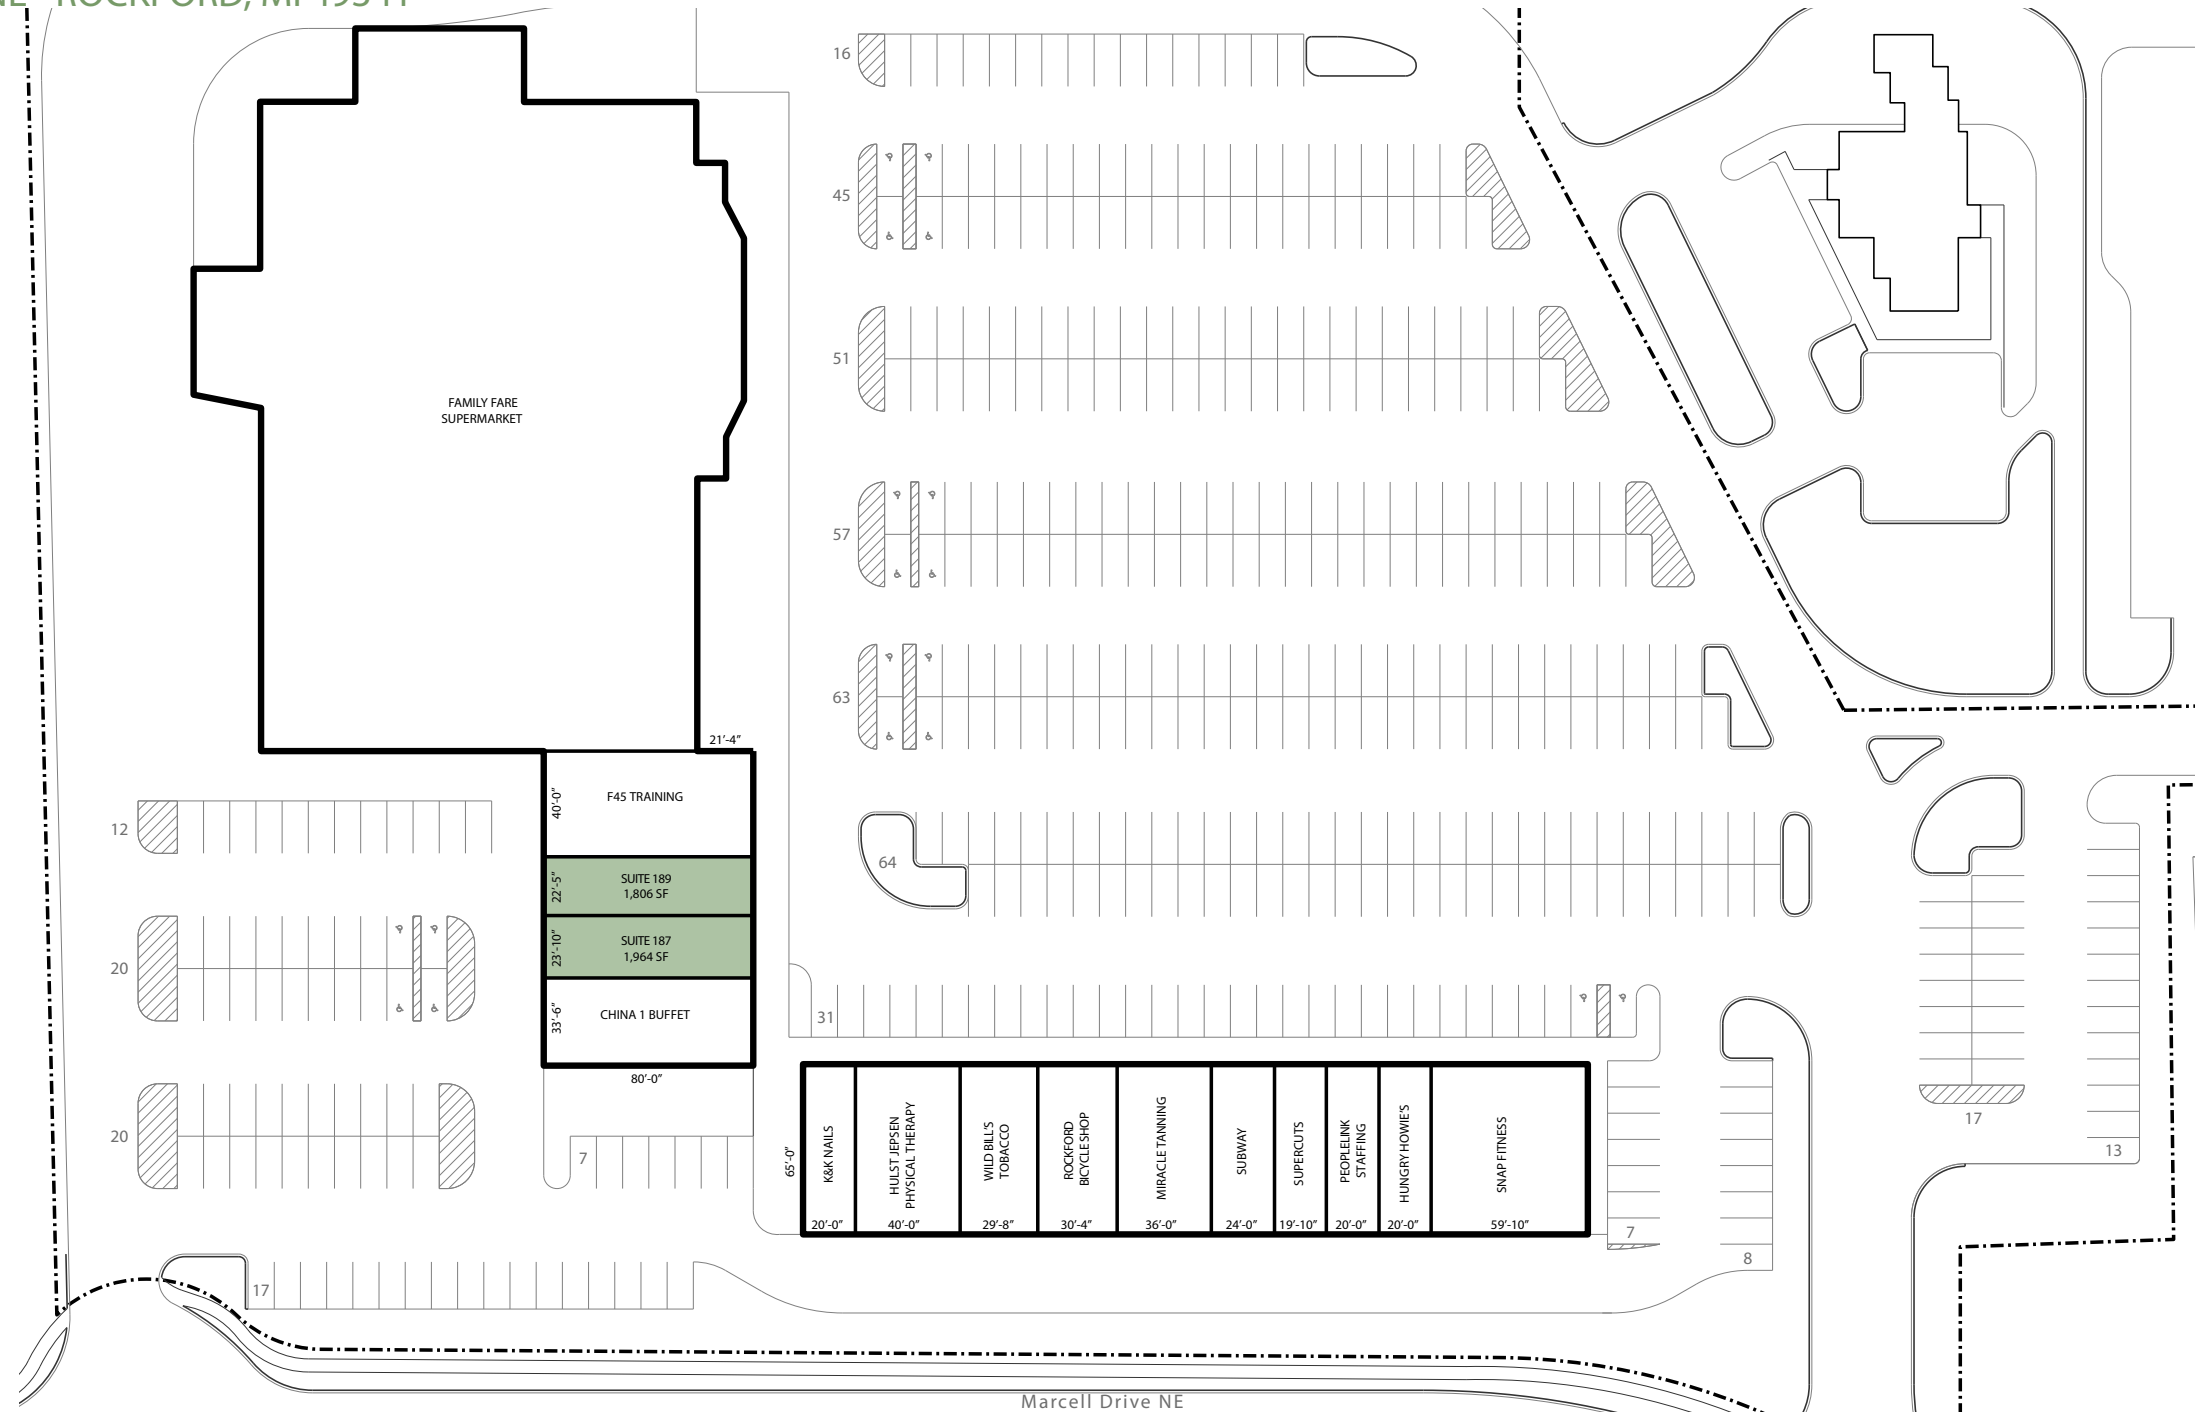 16
45
51
FAMILY FARE
SUPERMARKET
57
63
21'-4"
40'-0"
F45 TRAINING
12
22'-5"
SUITE 189
1,806 SF
64
23'-10"
SUITE 187
1,964 SF
20
33'-6"
CHINA 1 BUFFET
31
80'-0"
20
7
65'-0"
K&K NAILS
20'-0"
HULST JEPSEN
PHYSICAL THERAPY
40'-0"
WILD BILL'S
TOBACCO
29'-8"
ROCKFORD
BICYCLE SHOP
30'-4"
MIRACLE TANNING
36'-0"
SUBWAY
24'-0"
SUPERCUTS
19'-10"
PEOPLELINK
STAFFING
20'-0"
HUNGRY HOWIE'S
20'-0"
SNAP FITNESS
59'-10"
7
8
17
13
17
Marcell Drive NE